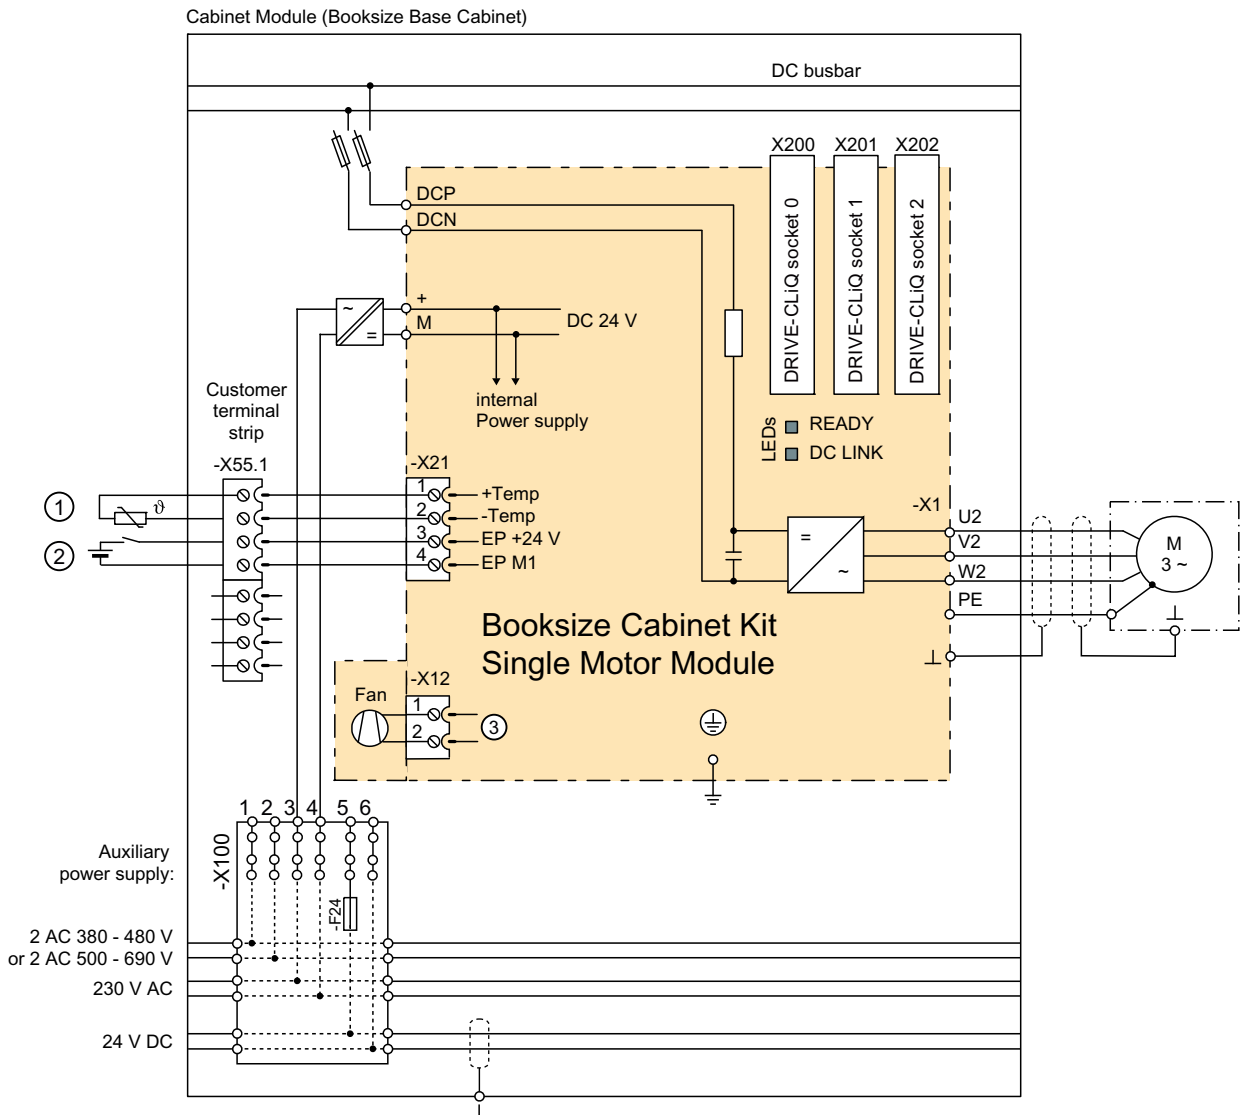 Cabinet Module (Booksize Base Cabinet)
DC busbar
X200
X201
X202
DRIVE-CLiQ socket 0
DRIVE-CLiQ socket 1
DRIVE-CLiQ socket 2
DCP
DCN
+
M
DC 24 V
~
=
internal
Power supply
LEDs
READY
DC LINK
Customer
terminal
strip
-X55.1
-X21
1
+Temp
2
-Temp
3
EP +24 V
4
EP M1
1
ϑ
2
-X1
U2
V2
W2
PE
=
~
M
3 ~
Booksize Cabinet Kit
Single Motor Module
Fan
-X12
1
2
3
1 2 3 4 5 6
-X100
-F24
Auxiliary
power supply:
2 AC 380 - 480 V
or 2 AC 500 - 690 V
230 V AC
24 V DC